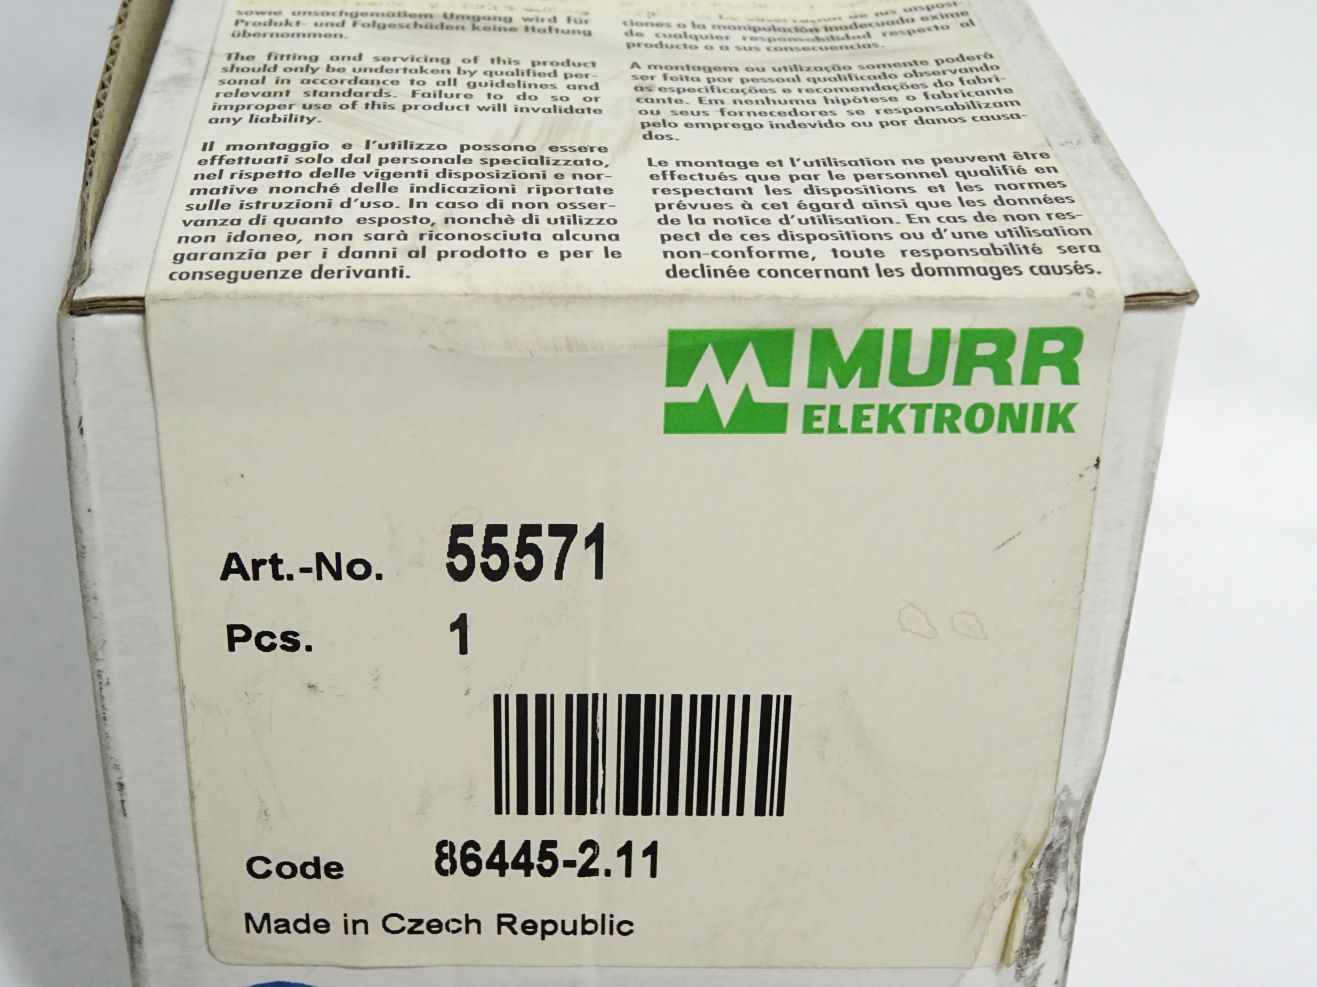 sowie unsachgemäßem Umgang wird für
Produkt- und Folgeschäden keine Haftung
übernommen.
The fitting and servicing of this product
should only be undertaken by qualified per-
sonal in accordance to all guidelines and
relevant standards. Failure to do so or
improper use of this product will invalidate
any liability.
Il montaggio e l'utilizzo possono essere
effettuati solo dal personale specializzato,
nel rispetto delle vigenti disposizioni e nor-
mative nonché delle indicazioni riportate
sulle istruzioni d'uso. In caso di non osser-
vanza di quanto esposto, nonchè di utilizzo
non idoneo, non sarà riconosciuta alcuna
garanzia per i danni al prodotto e per le
conseguenze derivanti.
ciones o la manipulación inadecuada exime
de cualquier responsabilidad respecto al
producto o a sus consecuencias.
A montagem ou utilização somente poderá
ser feita por pessoal qualificado observando
as especificações e recomendações do fabri-
cante. Em nenhuma hipótese o fabricante
ou seus fornecedores se responsabilizam
pelo emprego indevido ou por danos causa-
dos.
Le montage et l'utilisation ne peuvent être
effectués que par le personnel qualifié en
respectant les dispositions et les normes
prévues à cet égard ainsi que les données
de la notice d'utilisation. En cas de non res-
pect de ces dispositions ou d'une utilisation
non-conforme, toute responsabilité sera
declinée concernant les dommages causés.
MURR
ELEKTRONIK
Art.-No. 55571
Pcs. 1
Code 86445-2.11
Made in Czech Republic